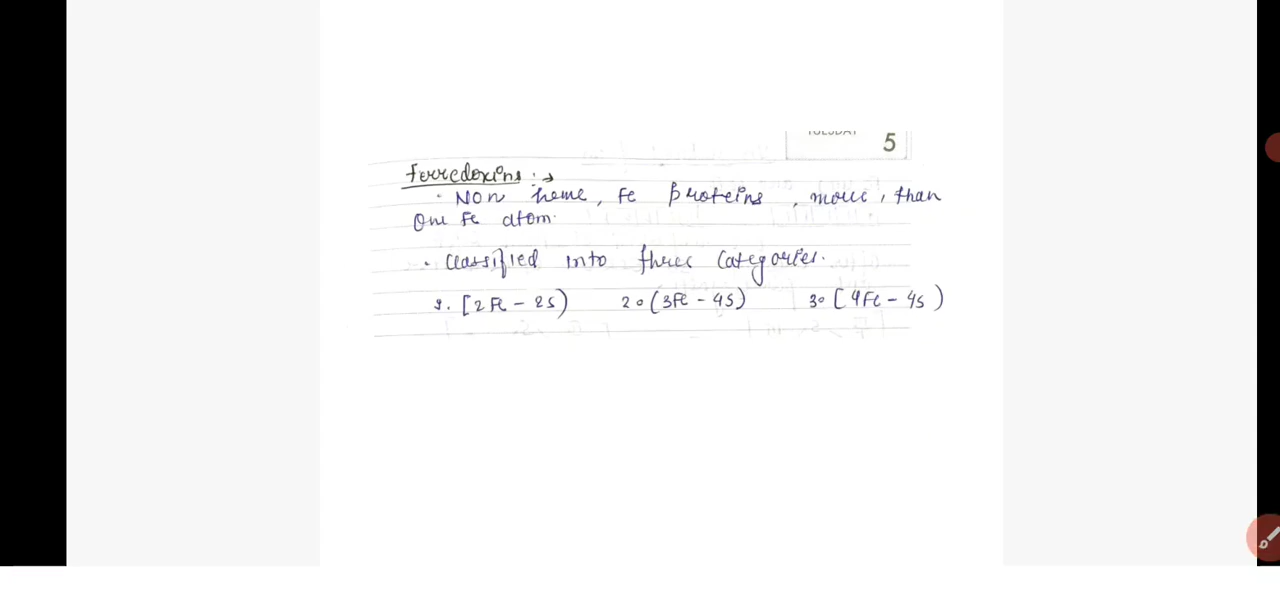 TUESDAY 5
Ferredoxins :→
· Non heme, Fe proteins, more, than
One Fe atom.
· Classified into three Categories.
1. [2Fe - 2S) 2. (3Fe - 4S) 3. [4Fe - 4S)